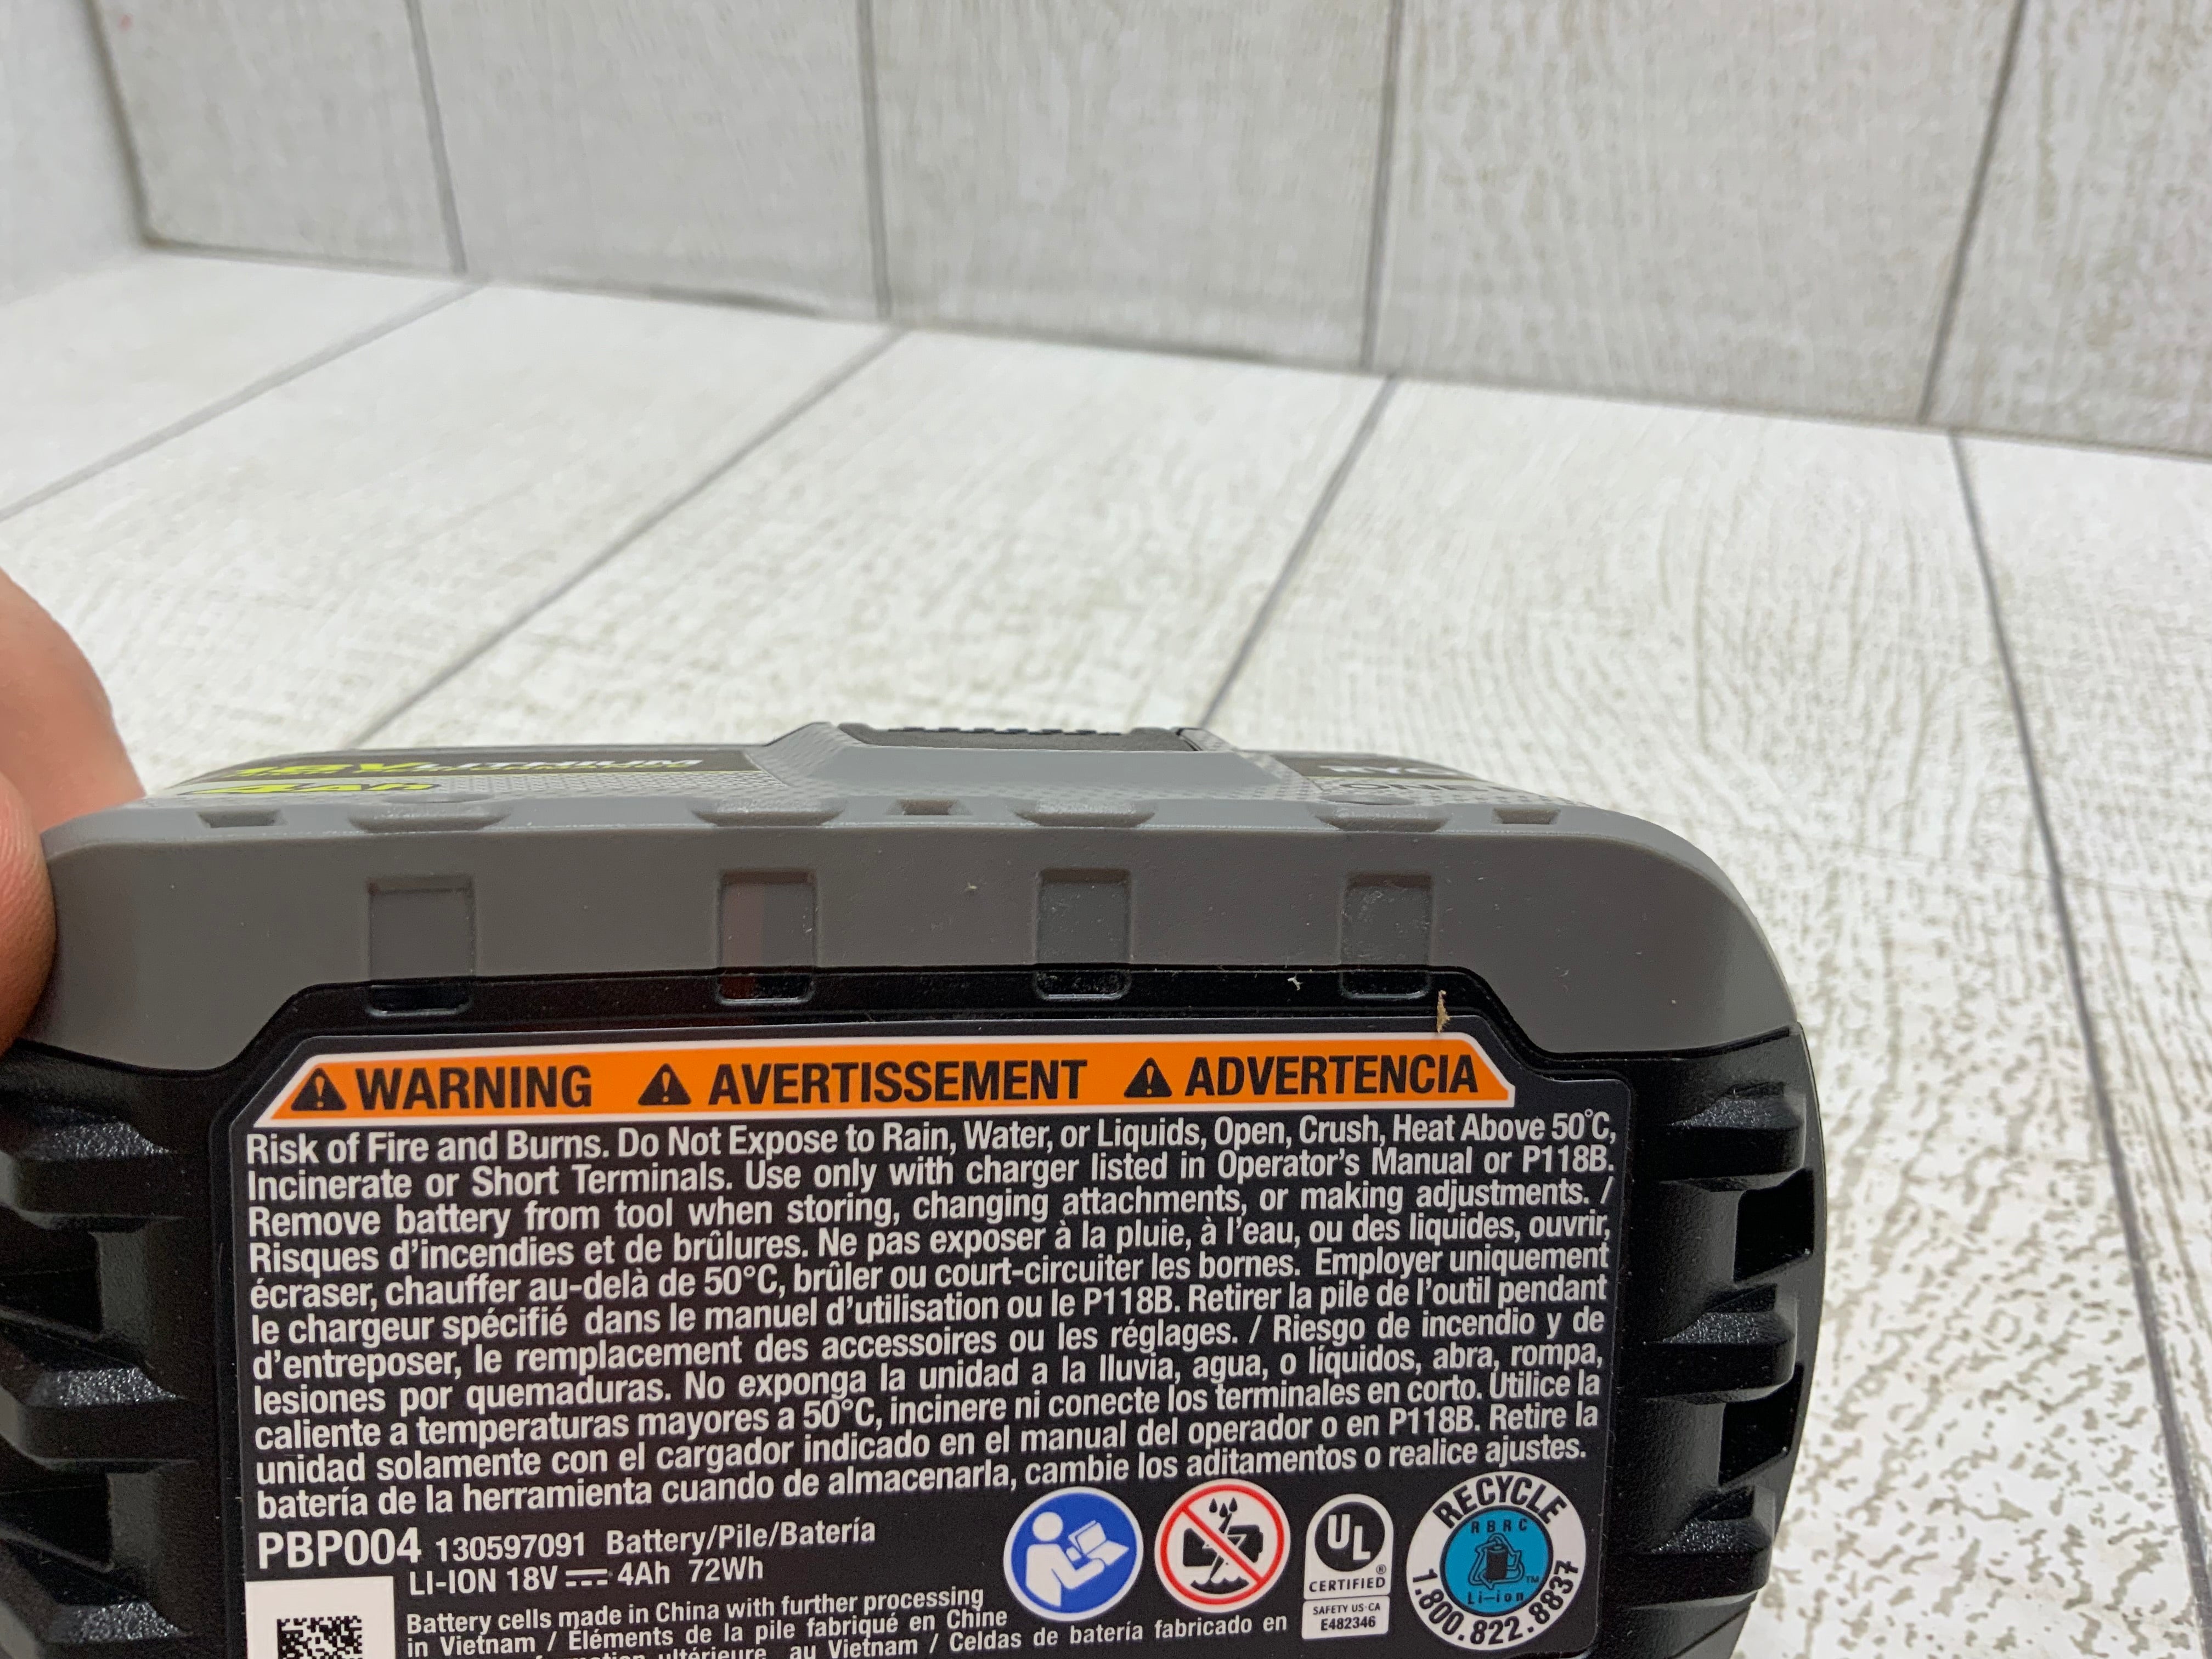 18V LITHIUM
4Ah
RYO
ONE
WARNING AVERTISSEMENT ADVERTENCIA
Risk of Fire and Burns. Do Not Expose to Rain, Water, or Liquids, Open, Crush, Heat Above 50°C,
Incinerate or Short Terminals. Use only with charger listed in Operator's Manual or P118B.
Remove battery from tool when storing, changing attachments, or making adjustments. /
Risques d'incendies et de brûlures. Ne pas exposer à la pluie, à l'eau, ou des liquides, ouvrir,
écraser, chauffer au-delà de 50°C, brûler ou court-circuiter les bornes. Employer uniquement
le chargeur spécifié dans le manuel d'utilisation ou le P118B. Retirer la pile de l'outil pendant
d'entreposer, le remplacement des accessoires ou les réglages. / Riesgo de incendio y de
lesiones por quemaduras. No exponga la unidad a la lluvia, agua, o líquidos, abra, rompa,
caliente a temperaturas mayores a 50°C, incinere ni conecte los terminales en corto. Utilice la
unidad solamente con el cargador indicado en el manual del operador o en P118B. Retire la
batería de la herramienta cuando de almacenarla, cambie los aditamentos o realice ajustes.
PBP004 130597091 Battery/Pile/Batería
LI-ION 18V 4Ah 72Wh
Battery cells made in China with further processing
in Vietnam / Éléments de la pile fabriqué en Chine
ultérieure au Vietnam / Celdas de batería fabricado en
UL
®
CERTIFIED
SAFETY US-CA
E482346
RECYCLE
RBRC
Li-ion
TM
1.800.822.8837